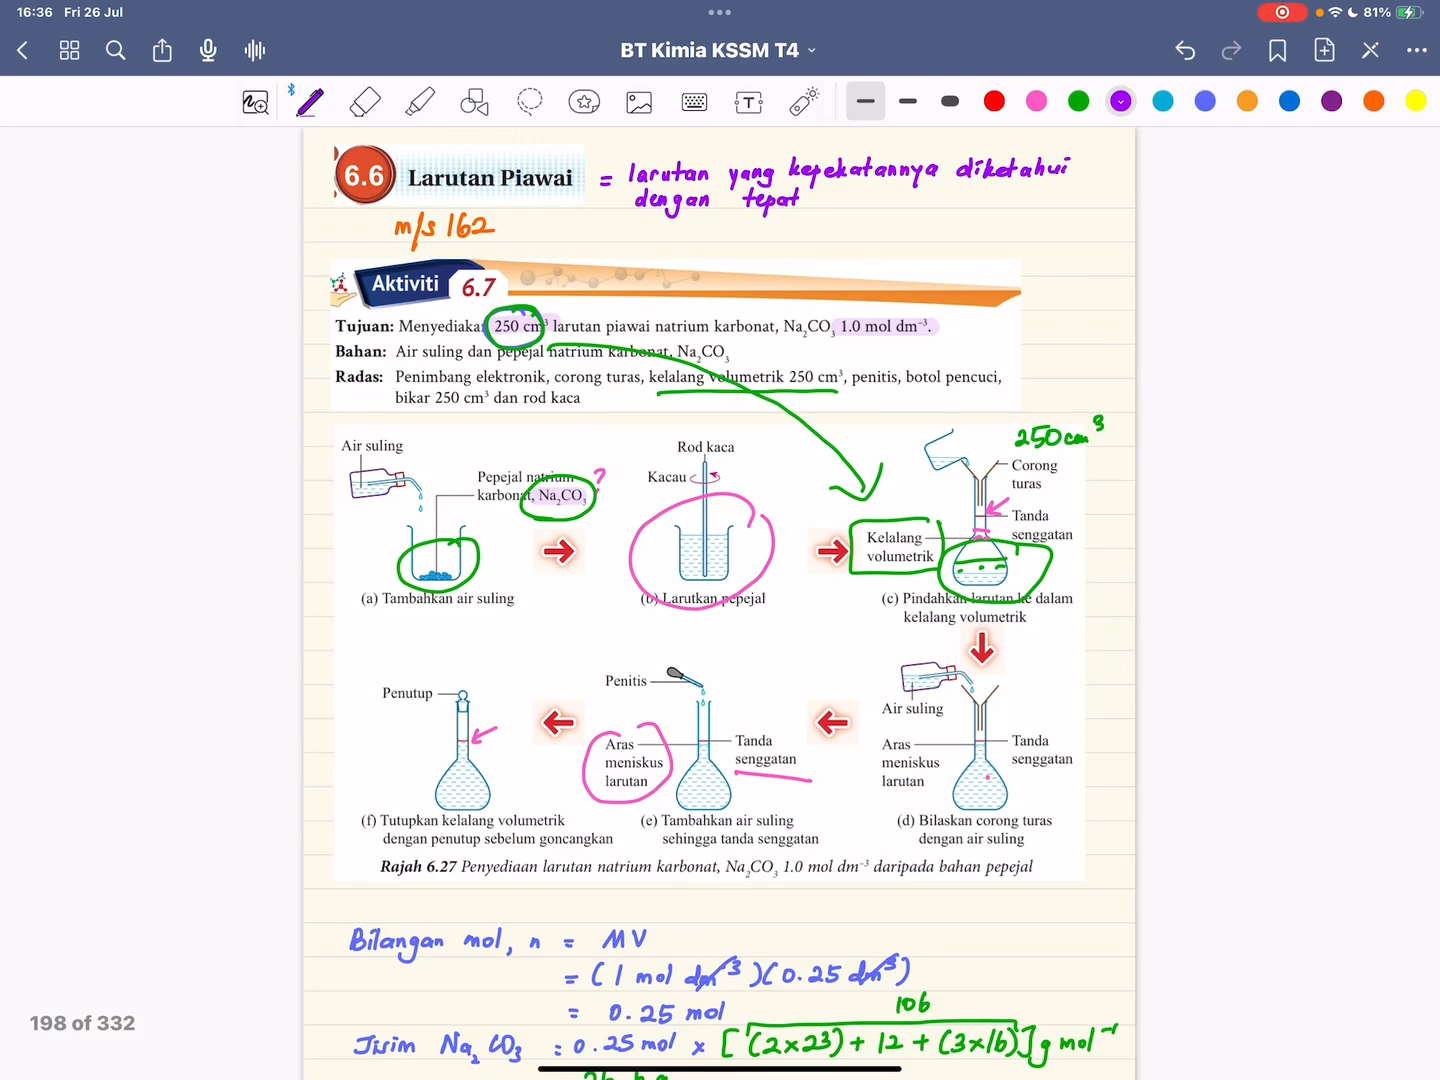 16:36 Fri 26 Jul
81%
BT Kimia KSSM T4
6.6 Larutan Piawai = larutan yang kepekatannya diketahui
dengan tepat
m/s 162
Aktiviti 6.7
Tujuan: Menyediakan 250 cm³ larutan piawai natrium karbonat, Na₂CO₃ 1.0 mol dm⁻³.
Bahan: Air suling dan pepejal natrium karbonat, Na₂CO₃
Radas: Penimbang elektronik, corong turas, kelalang volumetrik 250 cm³, penitis, botol pencuci,
bikar 250 cm³ dan rod kaca
250 cm³
Air suling
Pepejal natrium
karbonat, Na₂CO₃ ?
(a) Tambahkan air suling
Rod kaca
Kacau
(b) Larutkan pepejal
Corong
turas
Tanda
senggatan
Kelalang
volumetrik
(c) Pindahkan larutan ke dalam
kelalang volumetrik
Air suling
Aras
meniskus
larutan
Tanda
senggatan
(d) Bilaskan corong turas
dengan air suling
Penitis
Aras
meniskus
larutan
Tanda
senggatan
(e) Tambahkan air suling
sehingga tanda senggatan
Penutup
(f) Tutupkan kelalang volumetrik
dengan penutup sebelum goncangkan
Rajah 6.27 Penyediaan larutan natrium karbonat, Na₂CO₃ 1.0 mol dm⁻³ daripada bahan pepejal
Bilangan mol, n = MV
= (1 mol dm⁻³)(0.25 dm³)
= 0.25 mol
106
Jisim Na₂CO₃ = 0.25 mol × [(2×23) + 12 + (3×16)] g mol⁻¹
198 of 332